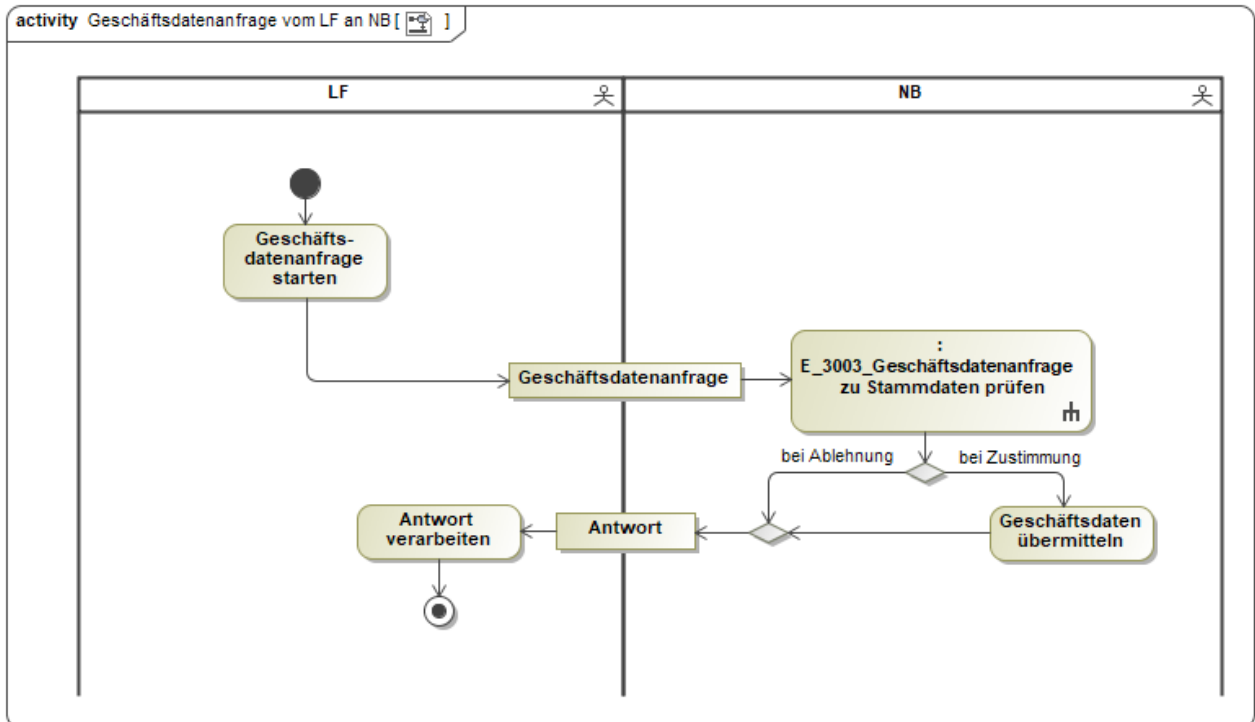 activity Geschäftsdatenanfrage vom LF an NB [ ]
LF
NB
Geschäfts-
datenanfrage
starten
Geschäftsdatenanfrage
:
E_3003_Geschäftsdatenanfrage
zu Stammdaten prüfen
bei Ablehnung
bei Zustimmung
Geschäftsdaten
übermitteln
Antwort
Antwort
verarbeiten